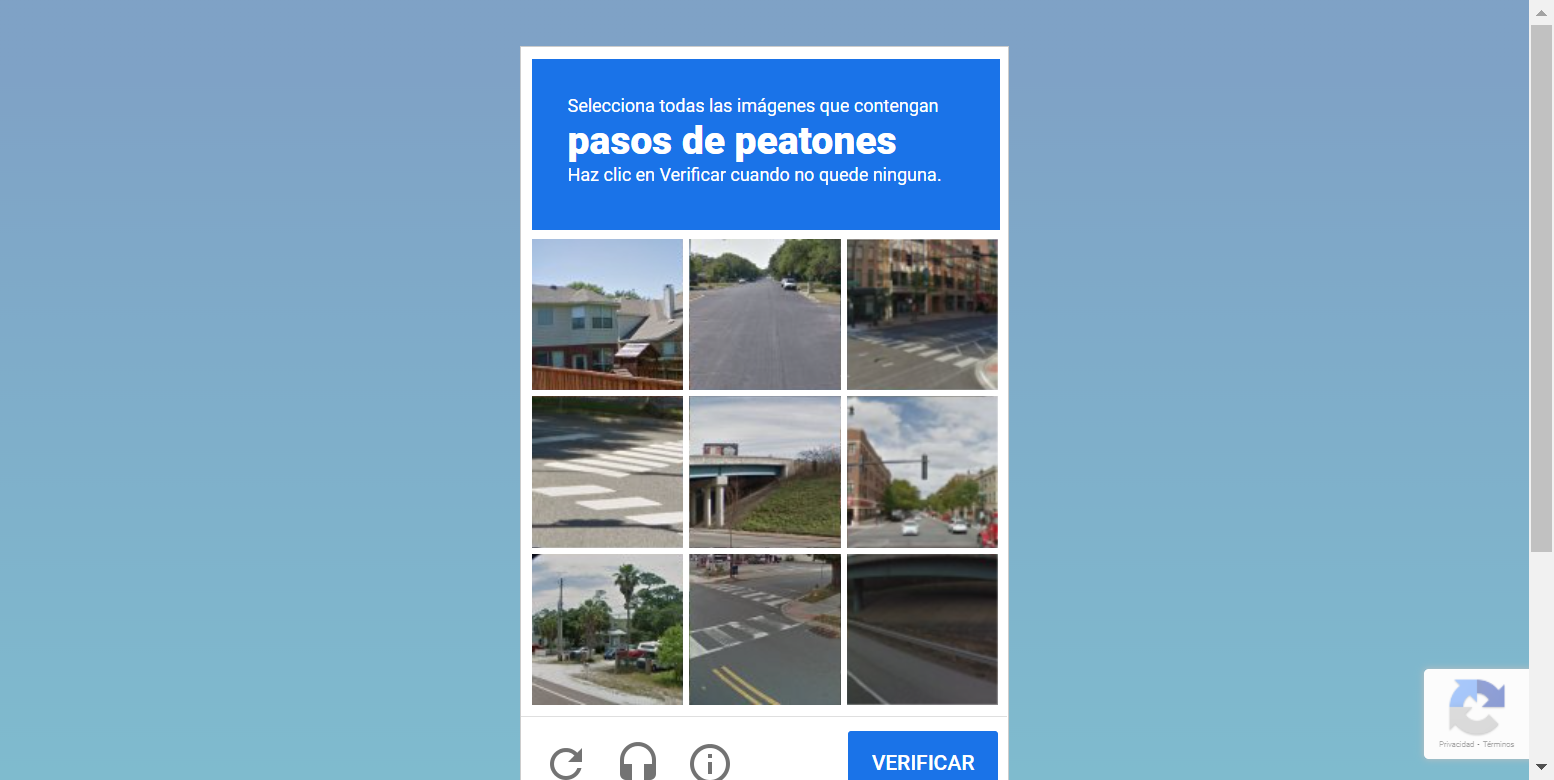 Selecciona todas las imágenes que contengan
pasos de peatones
Haz clic en Verificar cuando no quede ninguna.
VERIFICAR
Privacidad - Términos